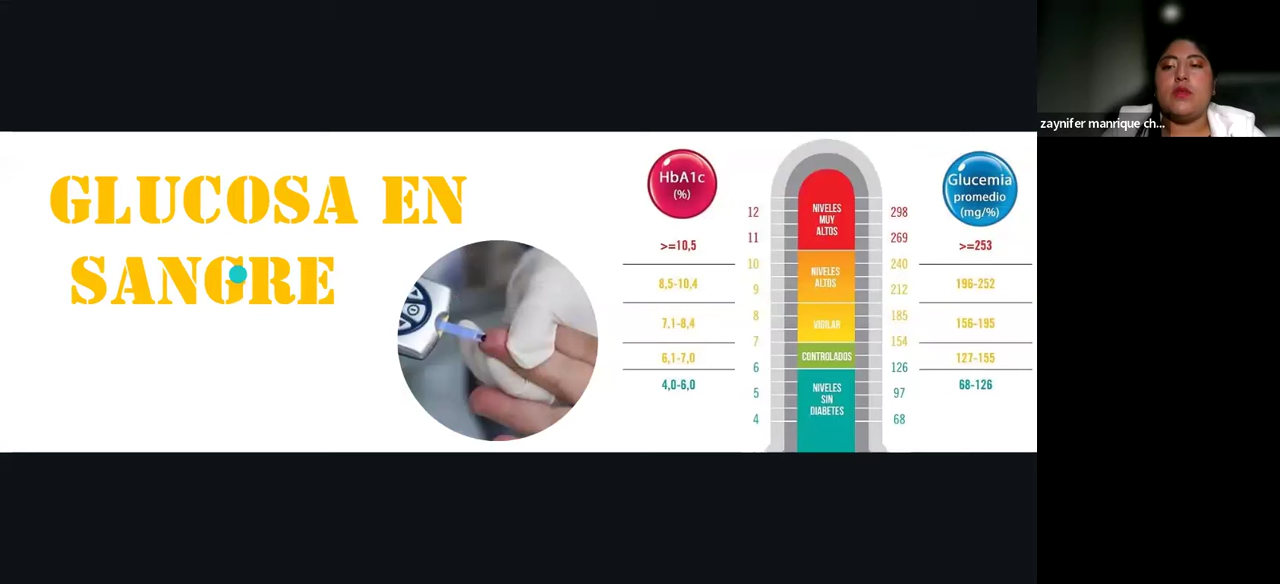 GLUCOSA EN
SANGRE
HbA1c
(%)
>=10,5
8,5-10,4
7,1-8,4
6,1-7,0
4,0-6,0
12
11
10
9
8
7
6
5
4
NIVELES
MUY
ALTOS
NIVELES
ALTOS
VIGILAR
CONTROLADOS
NIVELES
SIN
DIABETES
298
269
240
212
185
154
126
97
68
Glucemia
promedio
(mg/%)
>=253
196-252
156-195
127-155
68-126
zaynifer manrique ch...